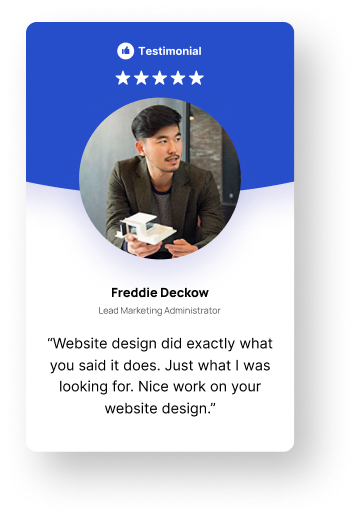 Testimonial
Freddie Deckow
Lead Marketing Administrator
“Website design did exactly what
you said it does. Just what I was
looking for. Nice work on your
website design.”